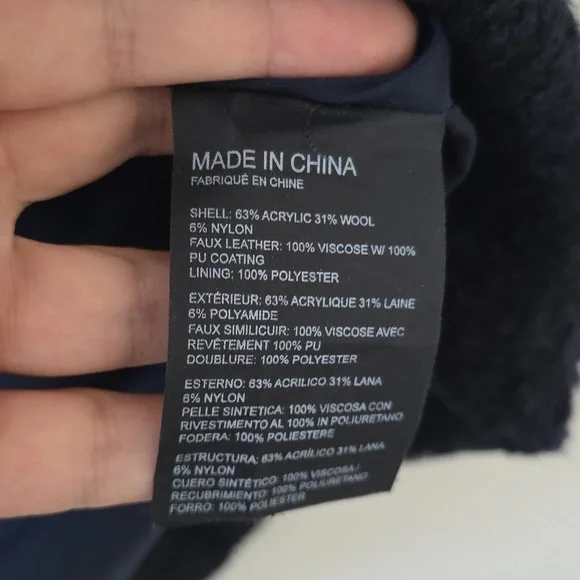 MADE IN CHINA
FABRIQUÉ EN CHINE
SHELL: 63% ACRYLIC 31% WOOL
6% NYLON
FAUX LEATHER: 100% VISCOSE W/ 100%
PU COATING
LINING: 100% POLYESTER
EXTÉRIEUR: 63% ACRYLIQUE 31% LAINE
6% POLYAMIDE
FAUX SIMILICUIR: 100% VISCOSE AVEC
REVÊTEMENT 100% PU
DOUBLURE: 100% POLYESTER
ESTERNO: 63% ACRILICO 31% LANA
6% NYLON
PELLE SINTETICA: 100% VISCOSA CON
RIVESTIMENTO AL 100% IN POLIURETANO
FODERA: 100% POLIESTERE
ESTRUCTURA: 63% ACRÍLICO 31% LANA
6% NYLON
CUERO SINTÉTICO: 100% VISCOSA/
RECUBRIMIENTO: 100% PU
FORRO: 100% POLIESTER